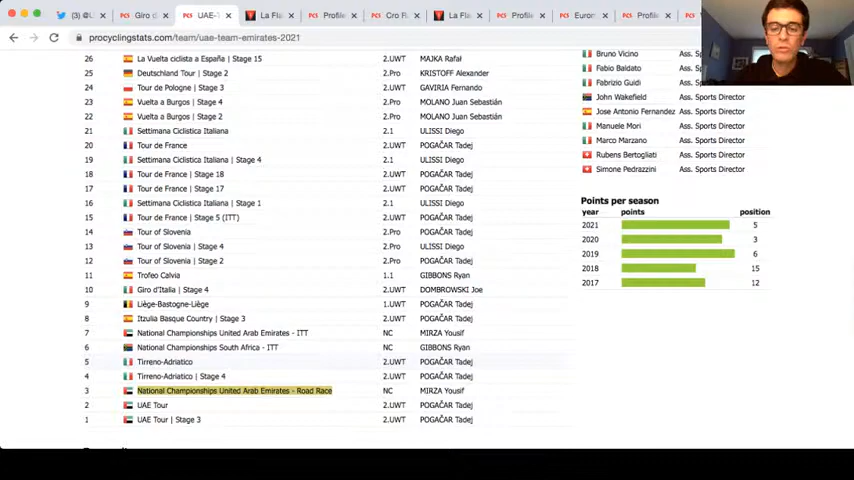 (3) @L
Giro d
UAE-T
La Fla
Profile
Cro R
La Fl
Profil
Euro
Profil
procyclingstats.com/team/uae-team-emirates-2021
26 La Vuelta ciclista a España | Stage 15 2.UWT MAJKA Rafał
25 Deutschland Tour | Stage 2 2.Pro KRISTOFF Alexander
24 Tour de Pologne | Stage 3 2.UWT GAVIRIA Fernando
23 Vuelta a Burgos | Stage 4 2.Pro MOLANO Juan Sebastián
22 Vuelta a Burgos | Stage 2 2.Pro MOLANO Juan Sebastián
21 Settimana Ciclistica Italiana 2.1 ULISSI Diego
20 Tour de France 2.UWT POGAČAR Tadej
19 Settimana Ciclistica Italiana | Stage 4 2.1 ULISSI Diego
18 Tour de France | Stage 18 2.UWT POGAČAR Tadej
17 Tour de France | Stage 17 2.UWT POGAČAR Tadej
16 Settimana Ciclistica Italiana | Stage 1 2.1 ULISSI Diego
15 Tour de France | Stage 5 (ITT) 2.UWT POGAČAR Tadej
14 Tour of Slovenia 2.Pro POGAČAR Tadej
13 Tour of Slovenia | Stage 4 2.Pro ULISSI Diego
12 Tour of Slovenia | Stage 2 2.Pro POGAČAR Tadej
11 Trofeo Calvia 1.1 GIBBONS Ryan
10 Giro d'Italia | Stage 4 2.UWT DOMBROWSKI Joe
9 Liège-Bastogne-Liège 1.UWT POGAČAR Tadej
8 Itzulia Basque Country | Stage 3 2.UWT POGAČAR Tadej
7 National Championships United Arab Emirates - ITT NC MIRZA Yousif
6 National Championships South Africa - ITT NC GIBBONS Ryan
5 Tirreno-Adriatico 2.UWT POGAČAR Tadej
4 Tirreno-Adriatico | Stage 4 2.UWT POGAČAR Tadej
3 National Championships United Arab Emirates - Road Race NC MIRZA Yousif
2 UAE Tour 2.UWT POGAČAR Tadej
1 UAE Tour | Stage 3 2.UWT POGAČAR Tadej
Bruno Vicino Ass. Sports Director
Fabio Baldato Ass. Sports Director
Fabrizio Guidi Ass. Sports Director
John Wakefield Ass. Sports Director
Jose Antonio Fernandez Ass. Sports Director
Manuele Mori Ass. Sports Director
Marco Marzano Ass. Sports Director
Rubens Bertogliati Ass. Sports Director
Simone Pedrazzini Ass. Sports Director
Points per season
year points position
2021 5
2020 3
2019 6
2018 15
2017 12